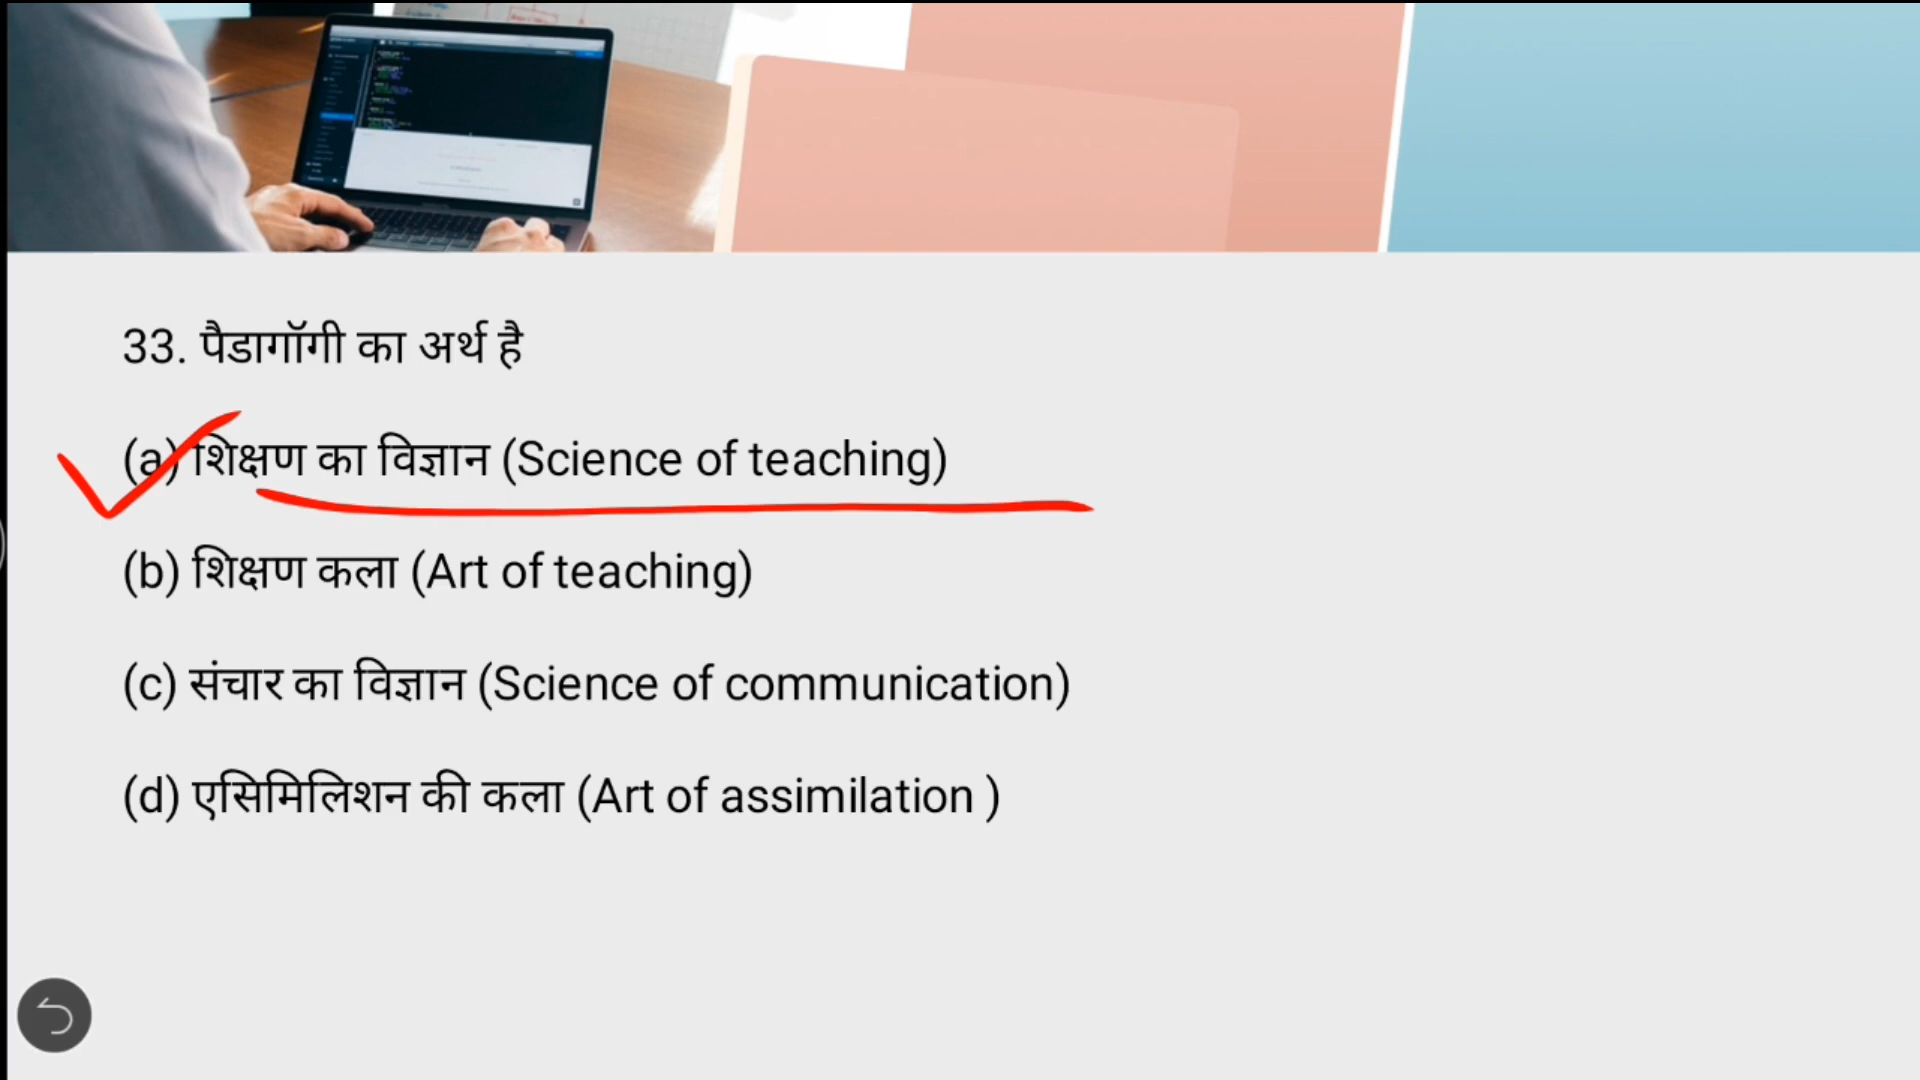 33. पैडागॉगी का अर्थ है
(a) शिक्षण का विज्ञान (Science of teaching)
(b) शिक्षण कला (Art of teaching)
(c) संचार का विज्ञान (Science of communication)
(d) एसिमिलिशन की कला (Art of assimilation )